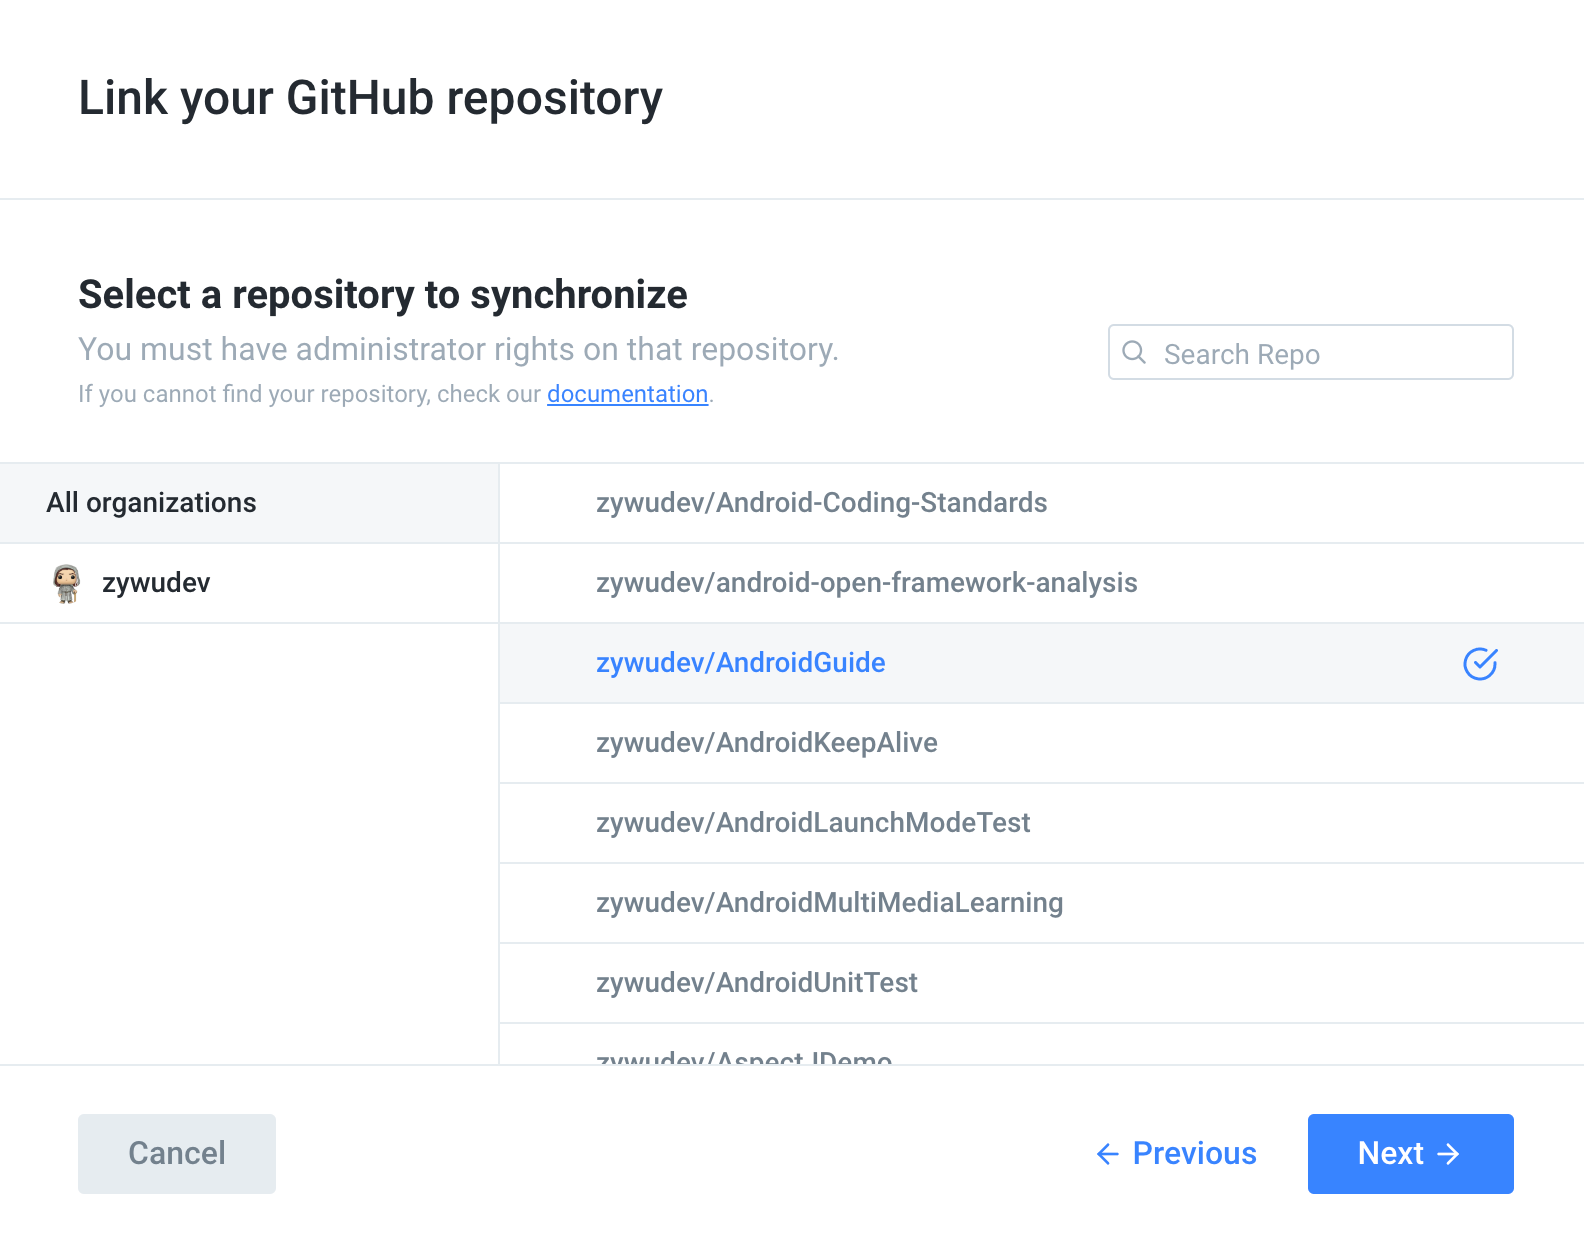 Link your GitHub repository
Select a repository to synchronize
You must have administrator rights on that repository.
If you cannot find your repository, check our documentation.
Search Repo
All organizations
zywudev
zywudev/Android-Coding-Standards
zywudev/android-open-framework-analysis
zywudev/AndroidGuide
zywudev/AndroidKeepAlive
zywudev/AndroidLaunchModeTest
zywudev/AndroidMultiMediaLearning
zywudev/AndroidUnitTest
zywudev/AspectJDemo
Cancel
← Previous
Next →